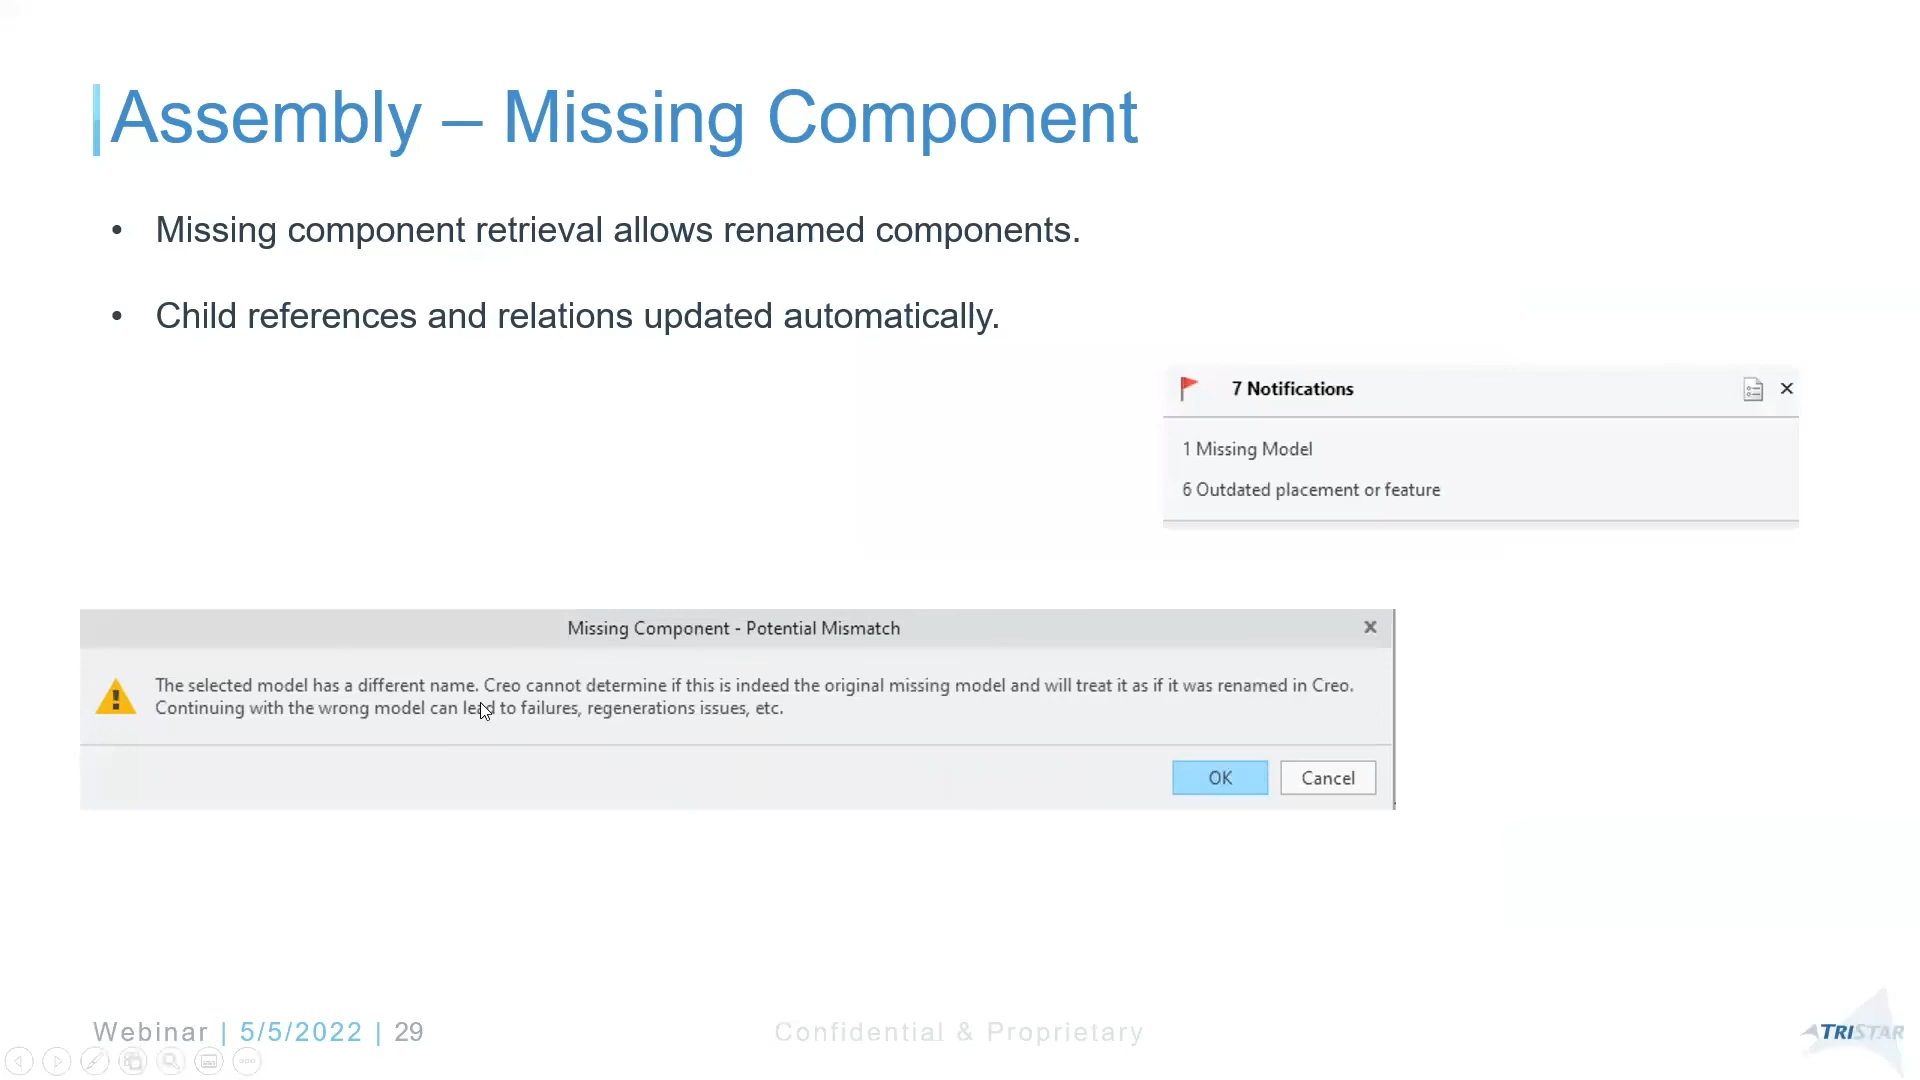 Assembly – Missing Component
• Missing component retrieval allows renamed components.
• Child references and relations updated automatically.
7 Notifications
1 Missing Model
6 Outdated placement or feature
Missing Component - Potential Mismatch
The selected model has a different name. Creo cannot determine if this is indeed the original missing model and will treat it as if it was renamed in Creo.
Continuing with the wrong model can lead to failures, regenerations issues, etc.
OK
Cancel
Webinar | 5/5/2022 | 29
Confidential & Proprietary
TRISTAR